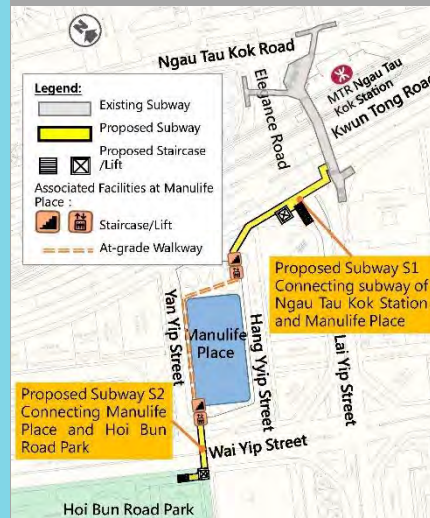 N
Ngau Tau Kok Road
Elegance Road
MTR Ngau Tau
Kok Station
Kwun Tong Road
Legend:
Existing Subway
Proposed Subway
Proposed Staircase
/Lift
Associated Facilities at Manulife
Place :
Staircase/Lift
At-grade Walkway
Proposed Subway S1
Connecting subway of
Ngau Tau Kok Station
and Manulife Place
Yan Yip Street
Manulife
Place
Hang Yyip Street
Lai Yip Street
Proposed Subway S2
Connecting Manulife
Place and Hoi Bun
Road Park
Wai Yip Street
Hoi Bun Road Park